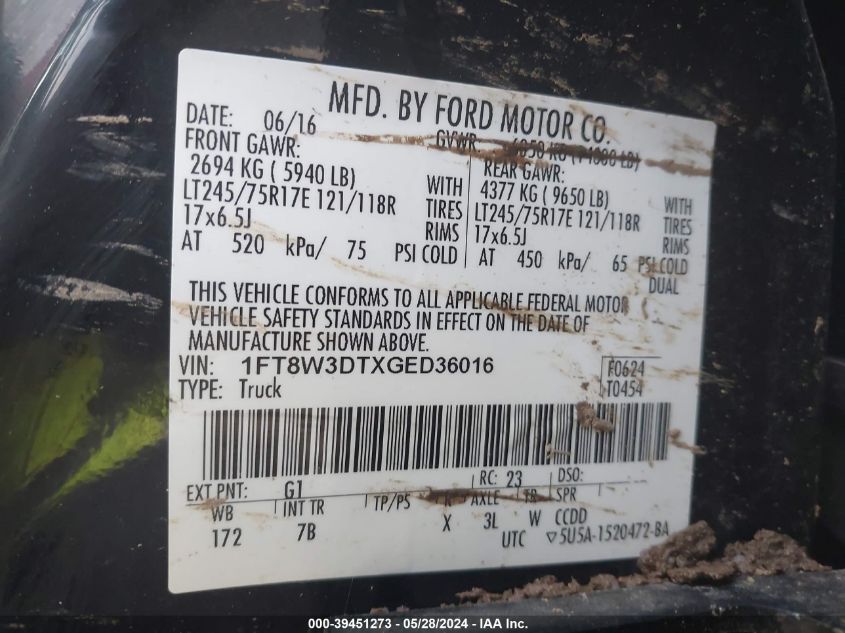 MFD. BY FORD MOTOR CO.
DATE: 06/16 GVWR:
FRONT GAWR: REAR GAWR:
2694 KG ( 5940 LB) WITH 4377 KG ( 9650 LB) WITH
LT245/75R17E 121/118R TIRES LT245/75R17E 121/118R TIRES
17x6.5J RIMS 17x6.5J RIMS
AT 520 kPa/ 75 PSI COLD AT 450 kPa/ 65 PSI COLD
DUAL
THIS VEHICLE CONFORMS TO ALL APPLICABLE FEDERAL MOTOR
VEHICLE SAFETY STANDARDS IN EFFECT ON THE DATE OF
MANUFACTURE SHOWN ABOVE.
VIN: 1FT8W3DTXGED36016 F0624
TYPE: Truck T0454
EXT PNT: G1 RC: 23 DSO:
WB INT TR TP/PS R AXLE TR SPR
172 7B X 3L W CCDD
UTC ▽5U5A-1520472-BA
000-39451273 - 05/28/2024 - IAA Inc.